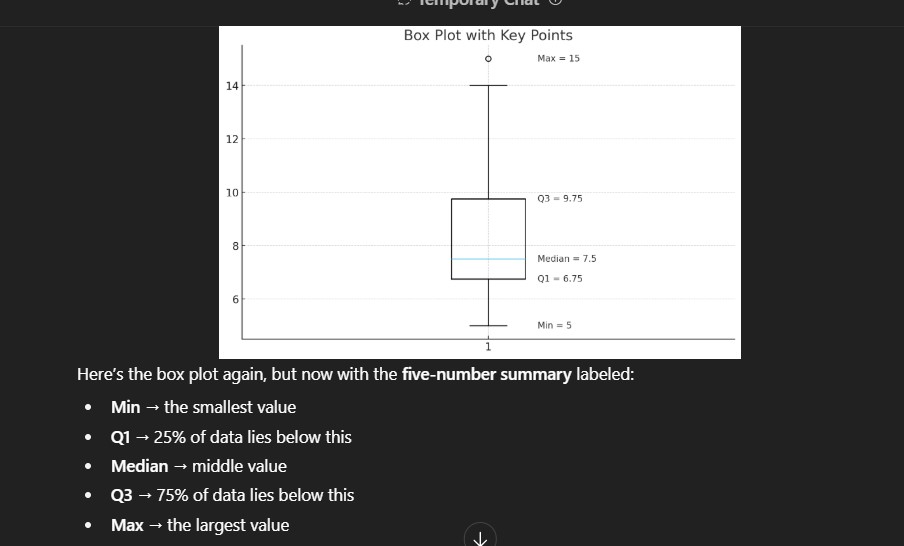 Temporary Chat
Box Plot with Key Points
Max = 15
14
12
10
Q3 = 9.75
8
Median = 7.5
Q1 = 6.75
6
Min = 5
1
Here's the box plot again, but now with the five-number summary labeled:
• Min → the smallest value
• Q1 → 25% of data lies below this
• Median → middle value
• Q3 → 75% of data lies below this
• Max → the largest value